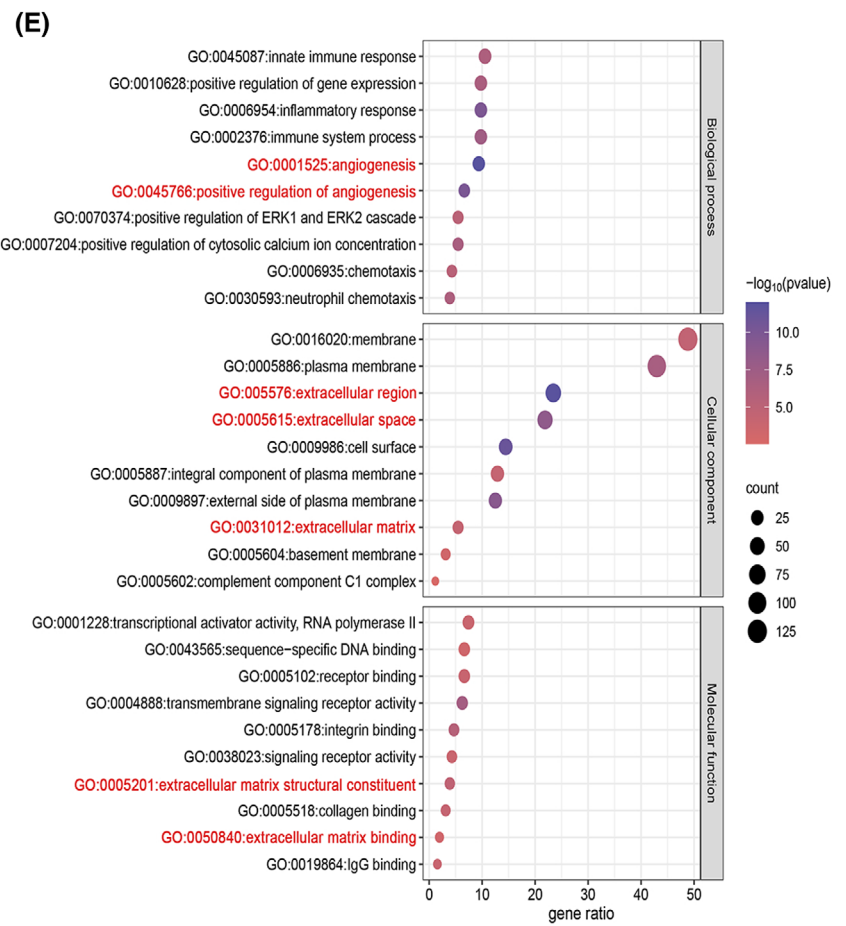 (E)
GO:0045087:innate immune response
GO:0010628:positive regulation of gene expression
GO:0006954:inflammatory response
GO:0002376:immune system process
GO:0001525:angiogenesis
GO:0045766:positive regulation of angiogenesis
GO:0070374:positive regulation of ERK1 and ERK2 cascade
GO:0007204:positive regulation of cytosolic calcium ion concentration
GO:0006935:chemotaxis
GO:0030593:neutrophil chemotaxis
Biological process
GO:0016020:membrane
GO:0005886:plasma membrane
GO:005576:extracellular region
GO:0005615:extracellular space
GO:0009986:cell surface
GO:0005887:integral component of plasma membrane
GO:0009897:external side of plasma membrane
GO:0031012:extracellular matrix
GO:0005604:basement membrane
GO:0005602:complement component C1 complex
Cellular component
GO:0001228:transcriptional activator activity, RNA polymerase II
GO:0043565:sequence−specific DNA binding
GO:0005102:receptor binding
GO:0004888:transmembrane signaling receptor activity
GO:0005178:integrin binding
GO:0038023:signaling receptor activity
GO:0005201:extracellular matrix structural constituent
GO:0005518:collagen binding
GO:0050840:extracellular matrix binding
GO:0019864:IgG binding
Molecular function
0 10 20 30 40 50
gene ratio
−log10(pvalue)
10.0
7.5
5.0
count
25
50
75
100
125